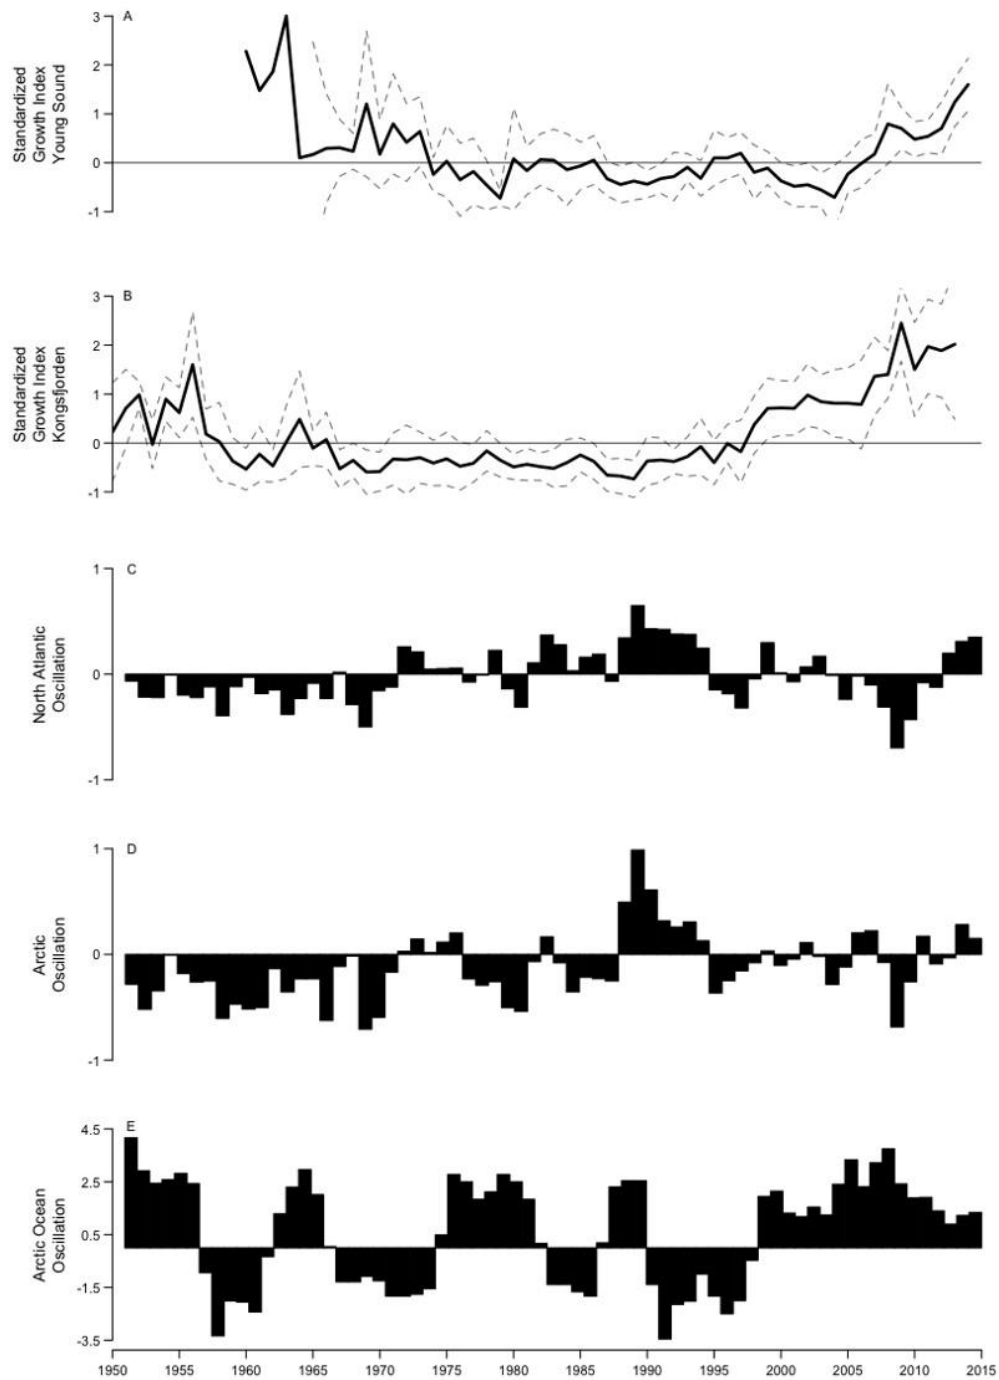 A
Standardized
Growth Index
Young Sound
3
2
1
0
-1
B
Standardized
Growth Index
Kongsfjorden
3
2
1
0
-1
C
North Atlantic
Oscillation
1
0
-1
D
Arctic
Oscillation
1
0
-1
E
Arctic Ocean
Oscillation
4.5
2.5
0.5
-1.5
-3.5
1950 1955 1960 1965 1970 1975 1980 1985 1990 1995 2000 2005 2010 2015